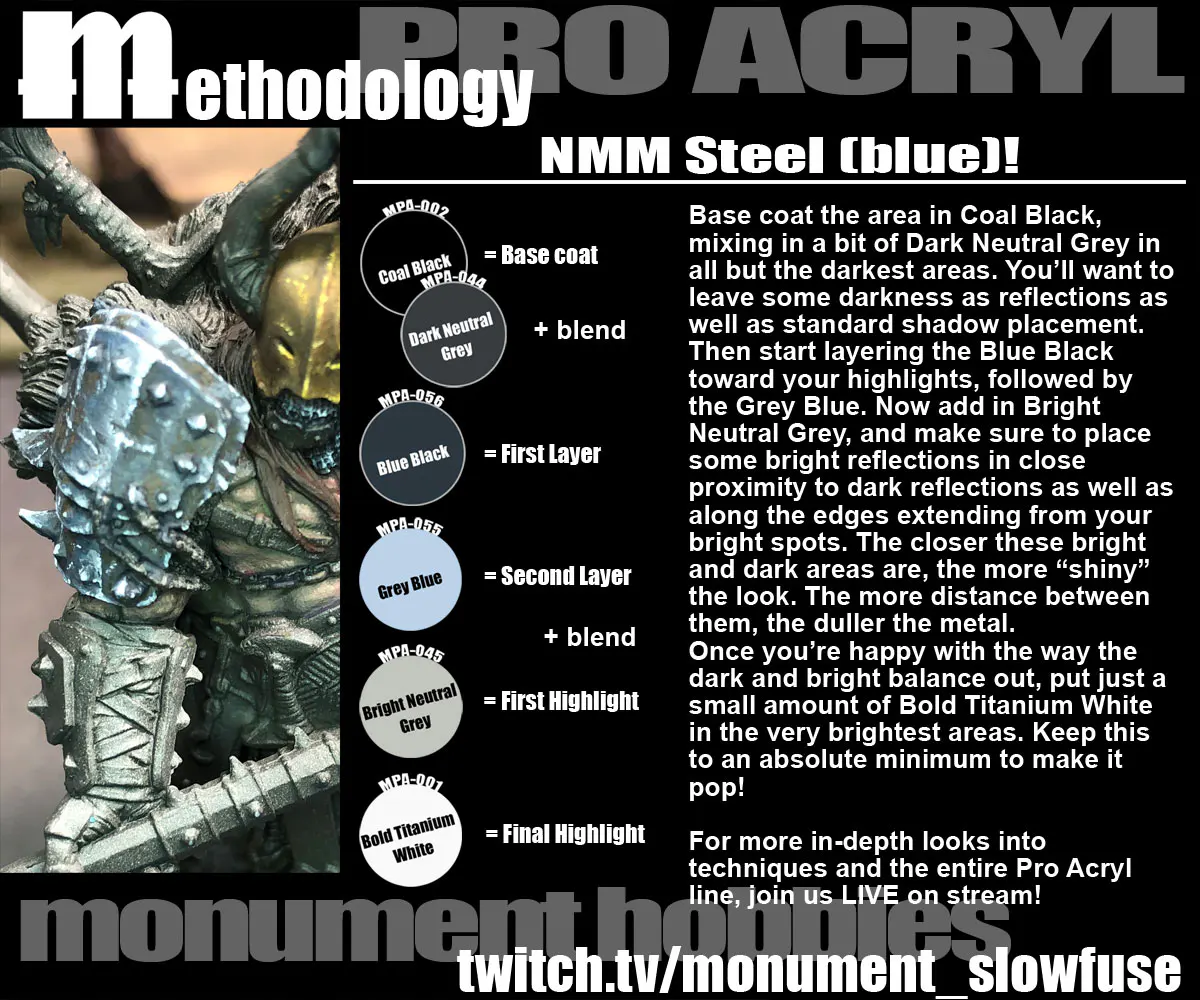 PRO ACRYL
methodology
NMM Steel (blue)!
MPA-002
Coal Black
= Base coat
MPA-044
Dark Neutral
Grey
+ blend
MPA-056
Blue Black
= First Layer
MPA-055
Grey Blue
= Second Layer
+ blend
MPA-045
Bright Neutral
Grey
= First Highlight
MPA-001
Bold Titanium
White
= Final Highlight
Base coat the area in Coal Black,
mixing in a bit of Dark Neutral Grey in
all but the darkest areas. You’ll want to
leave some darkness as reflections as
well as standard shadow placement.
Then start layering the Blue Black
toward your highlights, followed by
the Grey Blue. Now add in Bright
Neutral Grey, and make sure to place
some bright reflections in close
proximity to dark reflections as well as
along the edges extending from your
bright spots. The closer these bright
and dark areas are, the more “shiny”
the look. The more distance between
them, the duller the metal.
Once you’re happy with the way the
dark and bright balance out, put just a
small amount of Bold Titanium White
in the very brightest areas. Keep this
to an absolute minimum to make it
pop!
For more in-depth looks into
techniques and the entire Pro Acryl
line, join us LIVE on stream!
monument hobbies
twitch.tv/monument_slowfuse